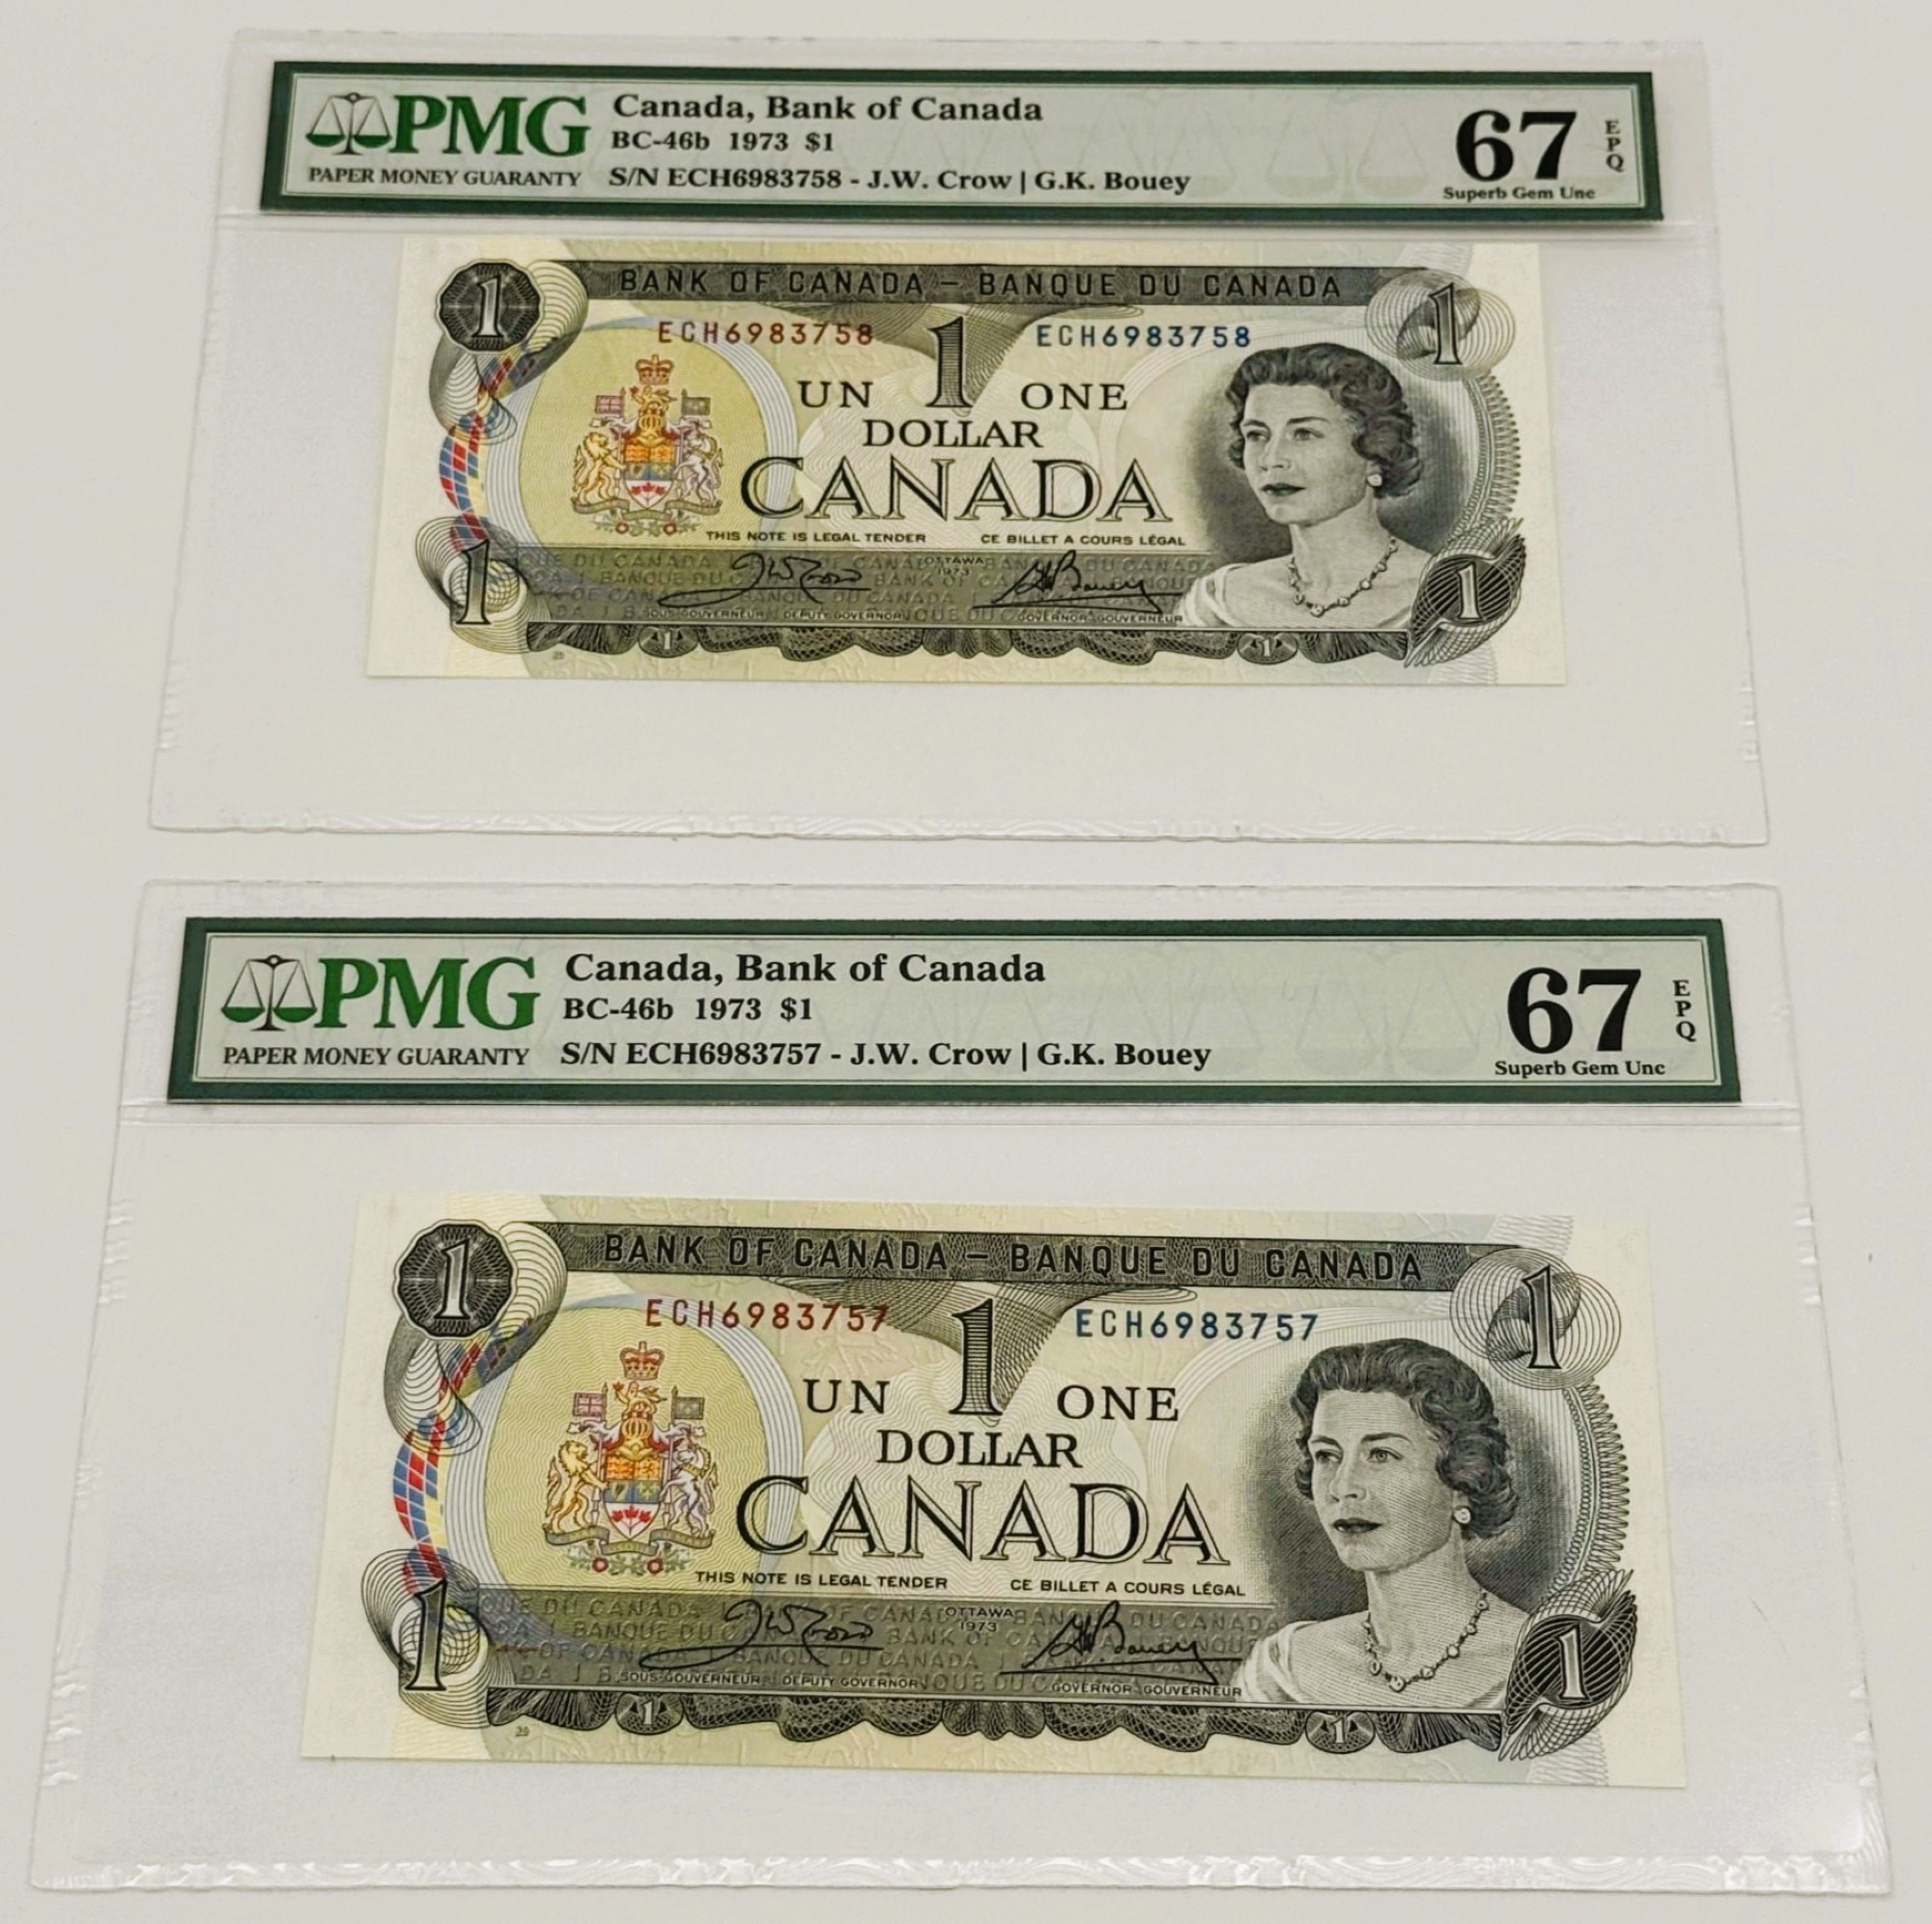 PMG
PAPER MONEY GUARANTY
Canada, Bank of Canada
BC-46b 1973 $1
S/N ECH6983758 - J.W. Crow | G.K. Bouey
67
EPQ
Superb Gem Unc
BANK OF CANADA – BANQUE DU CANADA
1
1
ECH6983758
1
ECH6983758
UN
ONE
DOLLAR
CANADA
THIS NOTE IS LEGAL TENDER
CE BILLET A COURS LÉGAL
OTTAWA
1973
SOUS-GOUVERNEUR DEPUTY GOVERNOR
GOVERNOR GOUVERNEUR
1
1
1
1
PMG
PAPER MONEY GUARANTY
Canada, Bank of Canada
BC-46b 1973 $1
S/N ECH6983757 - J.W. Crow | G.K. Bouey
67
EPQ
Superb Gem Unc
BANK OF CANADA – BANQUE DU CANADA
1
1
ECH6983757
1
ECH6983757
UN
ONE
DOLLAR
CANADA
THIS NOTE IS LEGAL TENDER
CE BILLET A COURS LÉGAL
OTTAWA
1973
SOUS-GOUVERNEUR DEPUTY GOVERNOR
GOVERNOR GOUVERNEUR
1
1
1
1